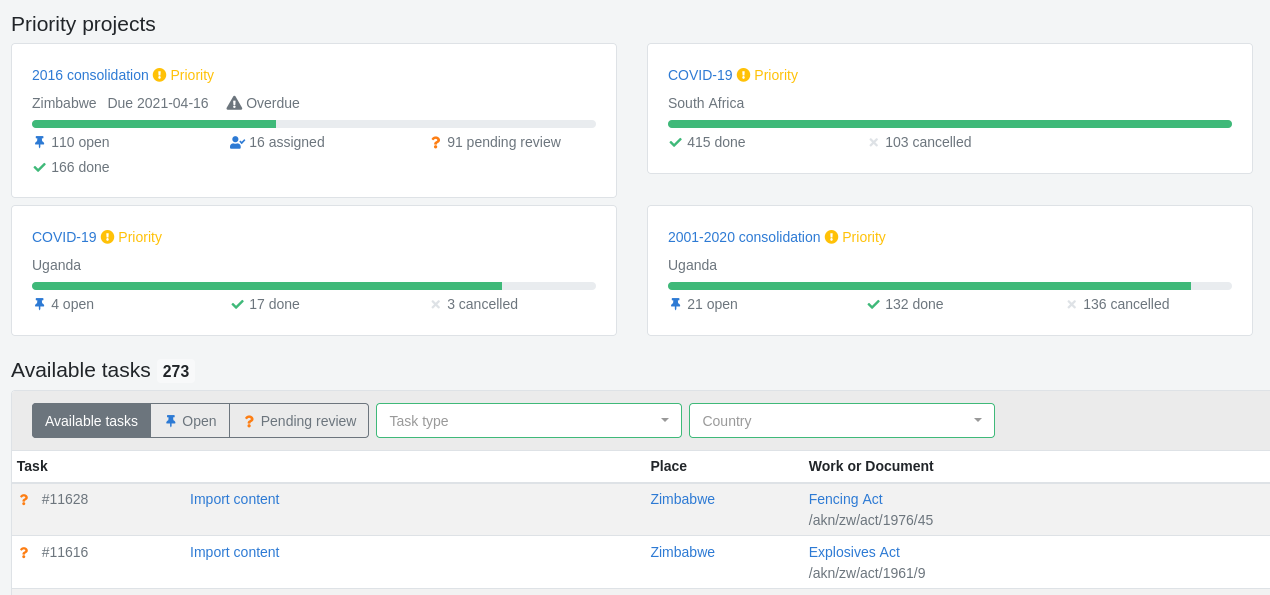 Priority projects
2016 consolidation Priority
Zimbabwe Due 2021-04-16 Overdue
110 open 16 assigned 91 pending review
166 done
COVID-19 Priority
South Africa
415 done 103 cancelled
COVID-19 Priority
Uganda
4 open 17 done 3 cancelled
2001-2020 consolidation Priority
Uganda
21 open 132 done 136 cancelled
Available tasks 273
Available tasks Open Pending review Task type Country
Task Place Work or Document
#11628 Import content Zimbabwe Fencing Act
/akn/zw/act/1976/45
#11616 Import content Zimbabwe Explosives Act
/akn/zw/act/1961/9